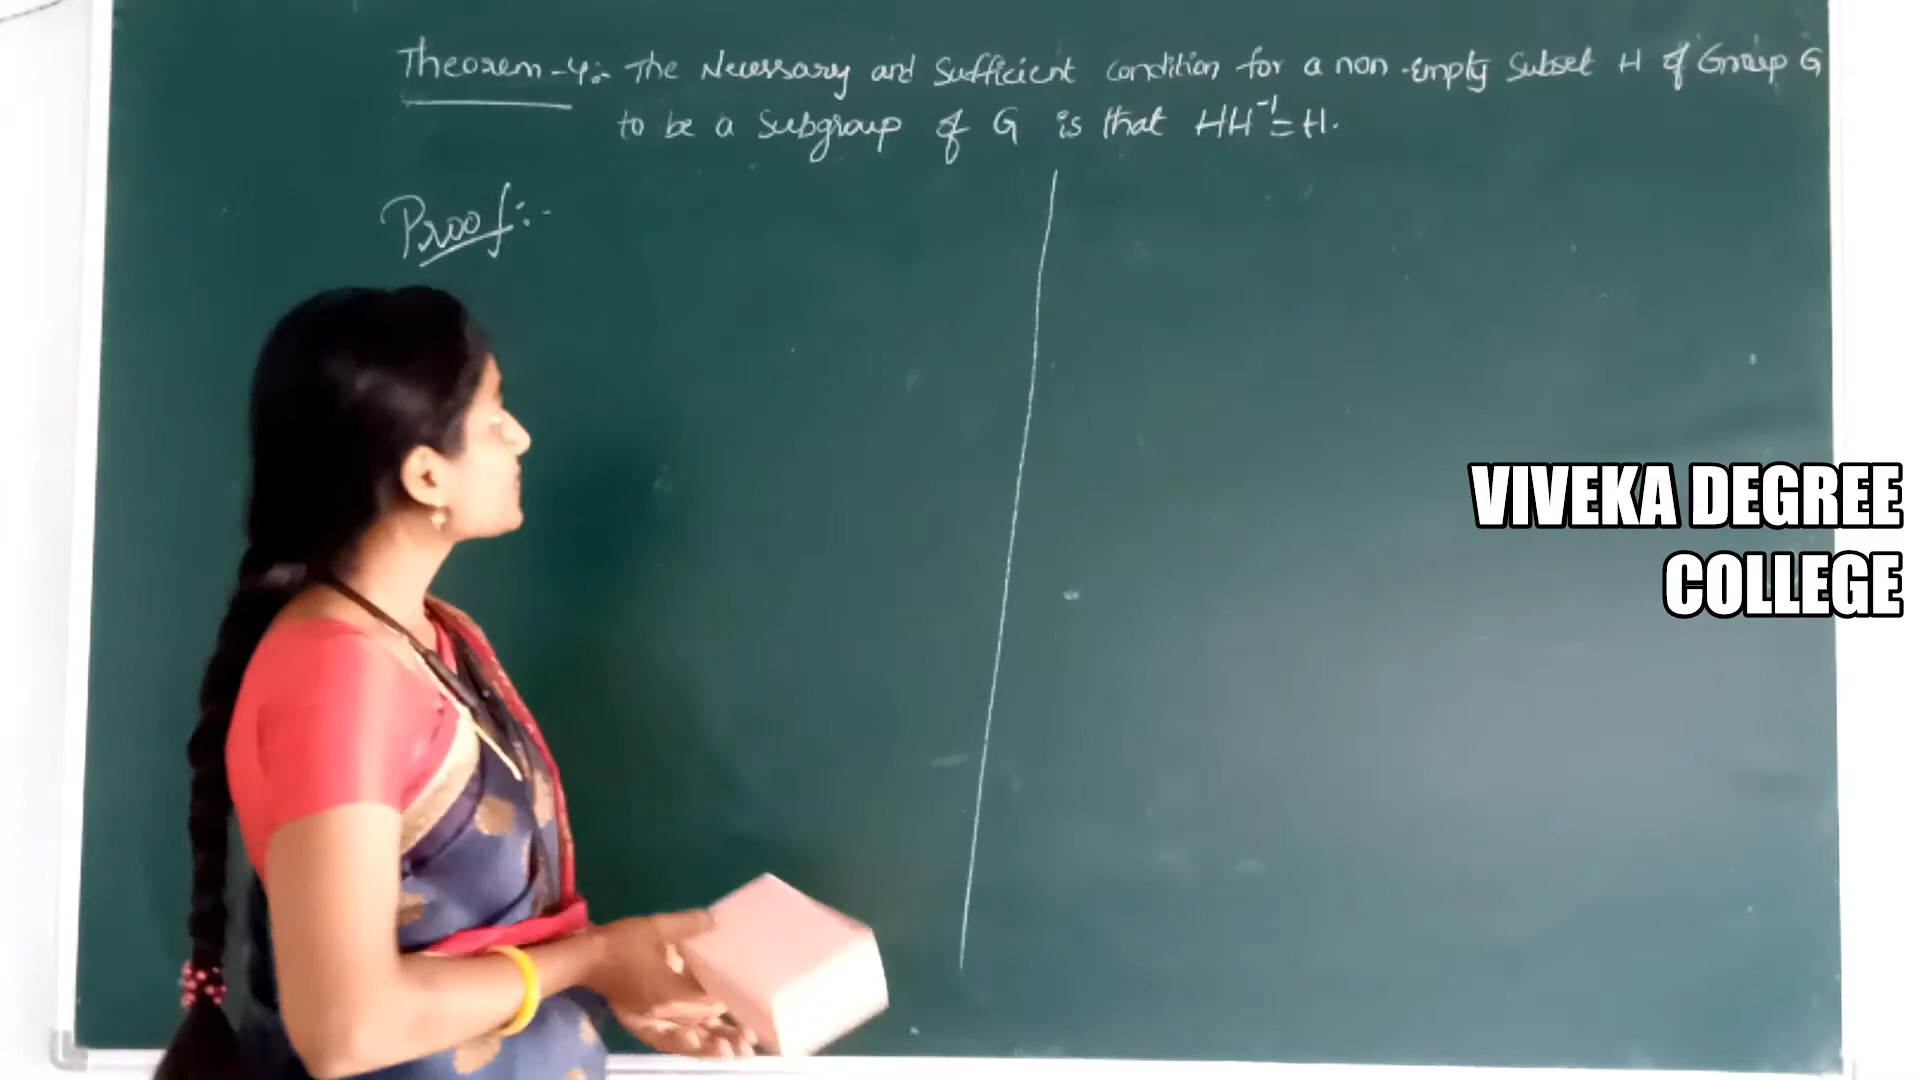 Theorem-4:- The Necessary and Sufficient condition for a non-Empty Subset H of Group G
to be a Subgroup of G is that HH⁻¹=H.
Proof:-
VIVEKA DEGREE
COLLEGE